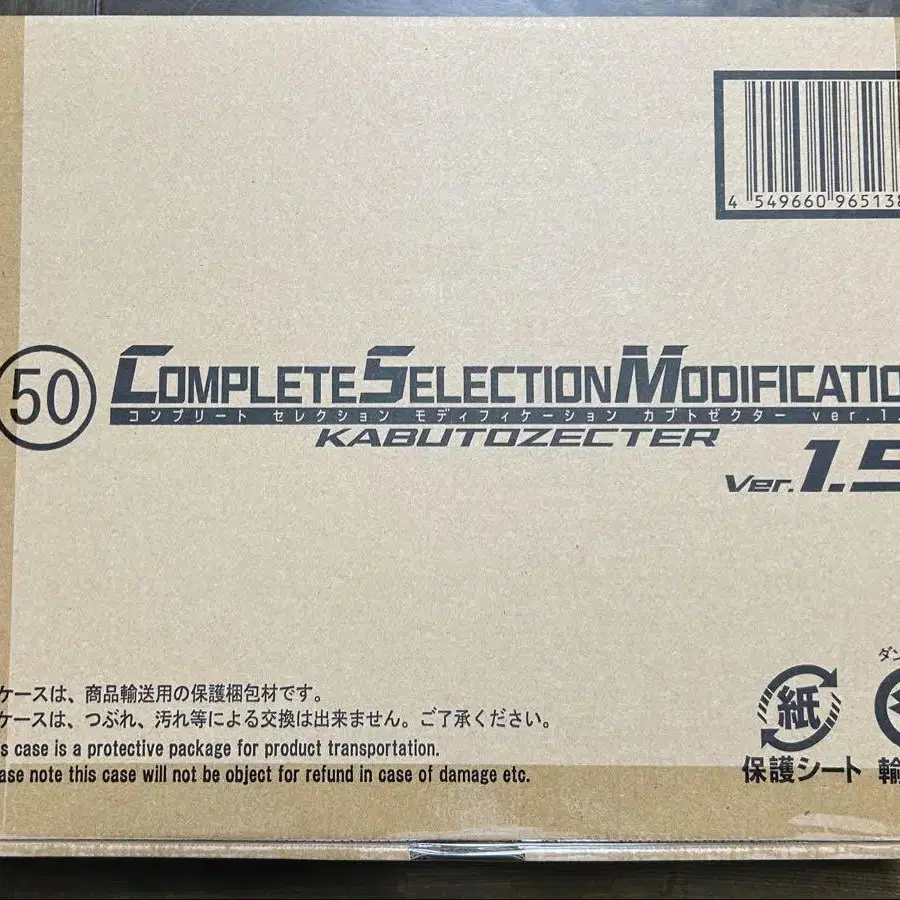 4 549660 965138
50
COMPLETE SELECTION MODIFICATIO
コンプリート セレクション モディフィケーション カブトゼクター ver.1.
KABUTOZECTER
Ver.1.5
ケースは、商品輸送用の保護梱包材です。
ケースは、つぶれ、汚れ等による交換は出来ません。ご了承ください。
s case is a protective package for product transportation.
ase note this case will not be object for refund in case of damage etc.
ダン
紙
保護シート
輸